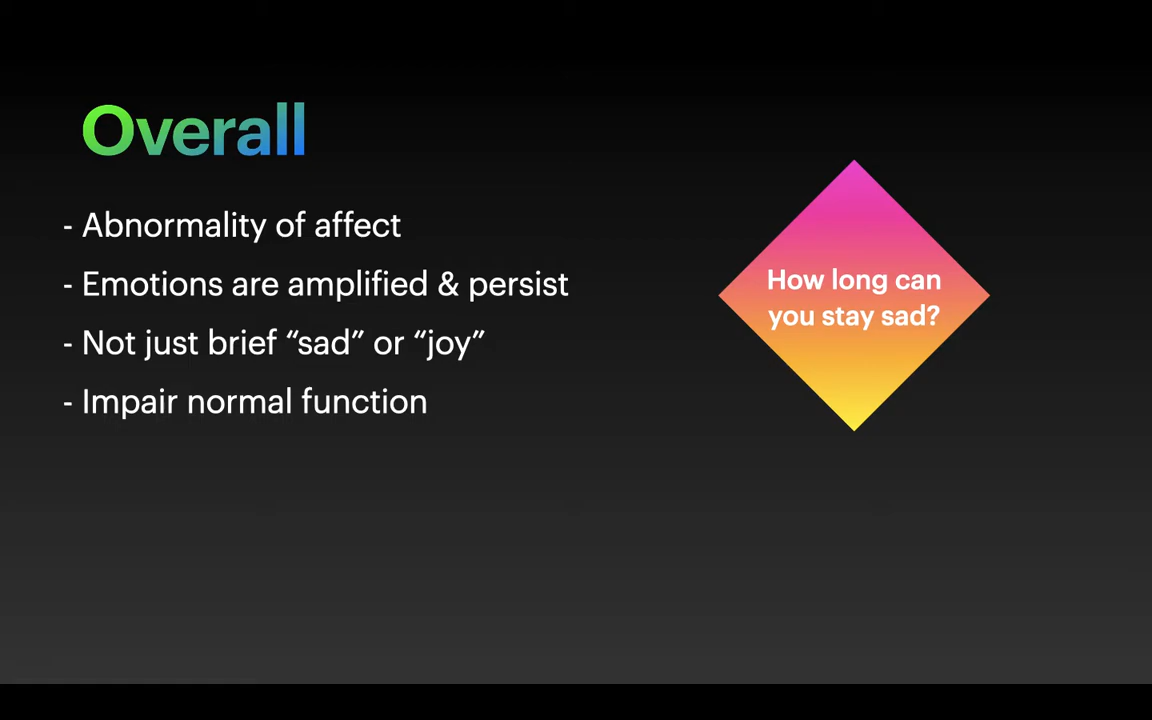 Overall
- Abnormality of affect
- Emotions are amplified & persist
- Not just brief “sad” or “joy”
- Impair normal function
How long can
you stay sad?